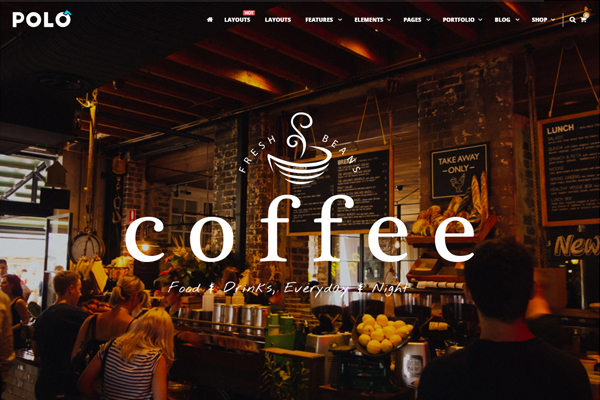 POLO
HOT
LAYOUTS LAYOUTS FEATURES ELEMENTS PAGES PORTFOLIO BLOG SHOP
FRESH BEANS
LUNCH
TAKE AWAY
- ONLY -
coffee
New
Food & Drinks, Everyday & Night